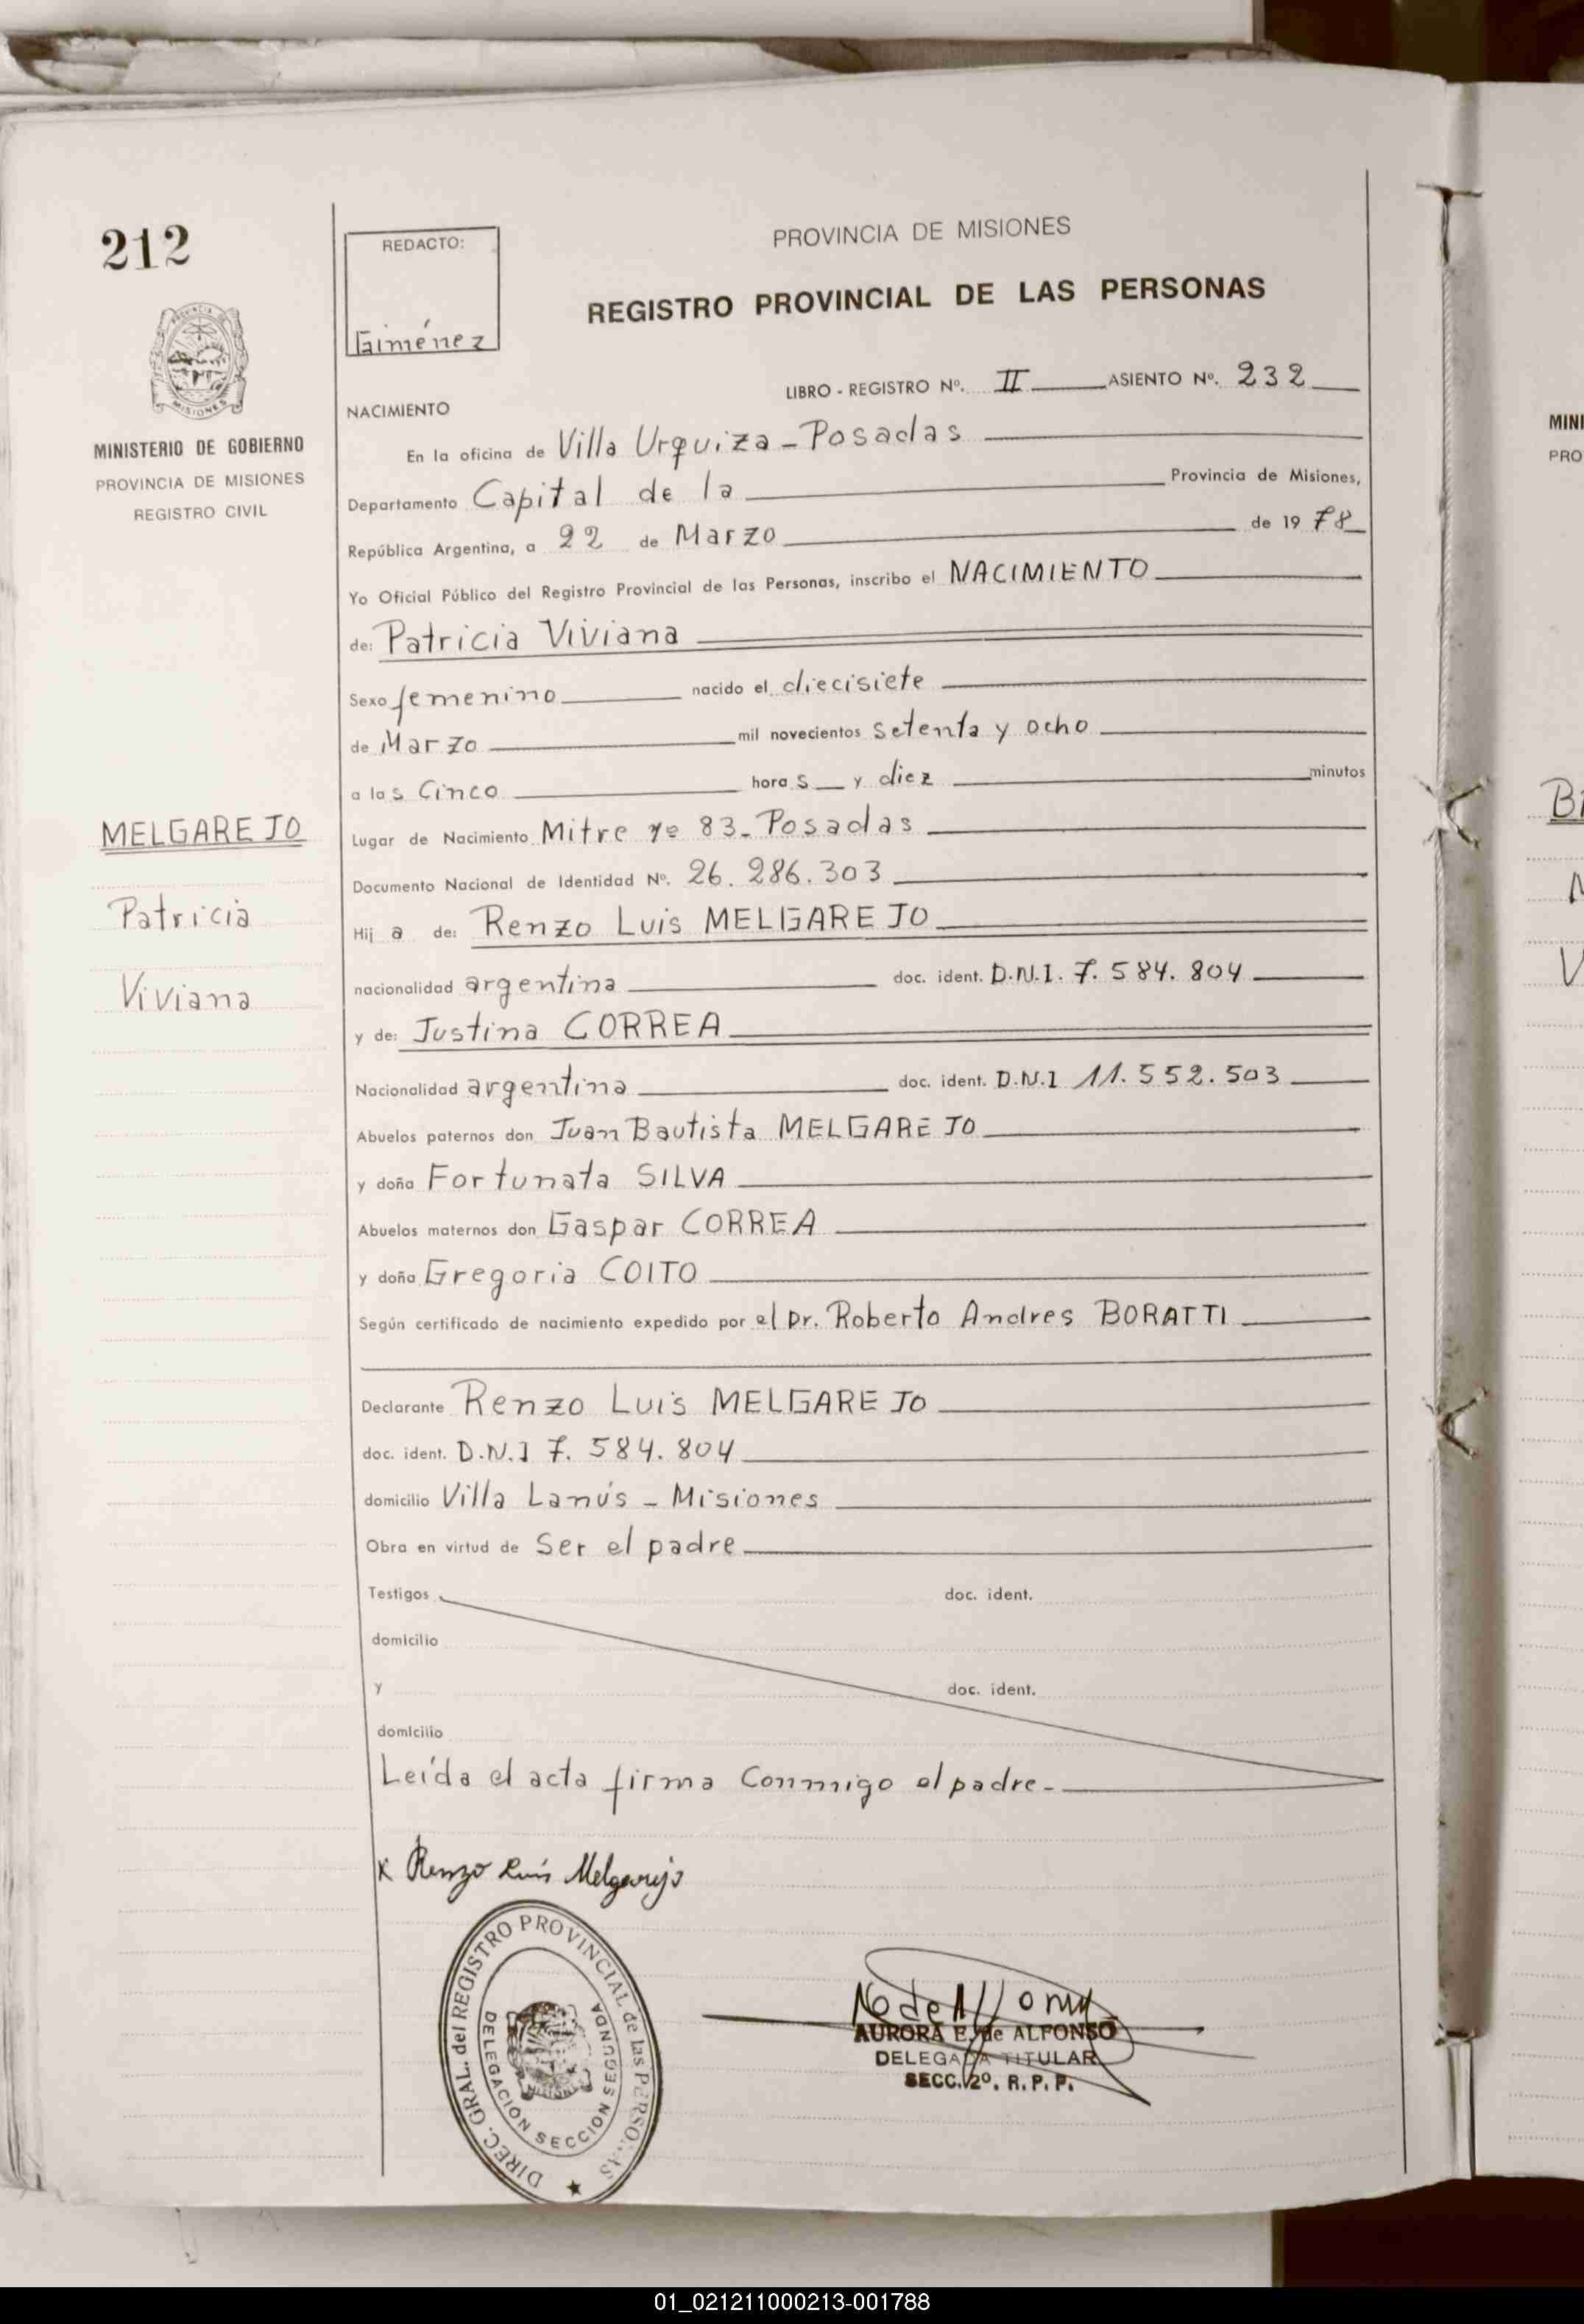 212
REDACTO:
Giménez
PROVINCIA DE MISIONES
REGISTRO PROVINCIAL DE LAS PERSONAS
LIBRO - REGISTRO Nº. II ASIENTO Nº. 232
MINISTERIO DE GOBIERNO
PROVINCIA DE MISIONES
REGISTRO CIVIL
NACIMIENTO
En la oficina de Villa Urquiza - Posadas
Departamento Capital de la Provincia de Misiones,
República Argentina, a 22 de Marzo de 1978
Yo Oficial Público del Registro Provincial de las Personas, inscribo el NACIMIENTO
de: Patricia Viviana
Sexo femenino nacido el diecisiete
de Marzo mil novecientos setenta y ocho
a las Cinco horas y diez minutos
MELGAREJO
Patricia
Viviana
Lugar de Nacimiento Mitre nº 83 - Posadas
Documento Nacional de Identidad Nº. 26.286.303
Hija de: Renzo Luis MELGAREJO
nacionalidad argentina doc. ident. D.N.I. 7.584.804
y de: Justina CORREA
Nacionalidad argentina doc. ident. D.N.I 11.552.503
Abuelos paternos don Juan Bautista MELGAREJO
y doña Fortunata SILVA
Abuelos maternos don Gaspar CORREA
y doña Gregoria COITO
Según certificado de nacimiento expedido por el Dr. Roberto Andres BORATTI
Declarante Renzo Luis MELGAREJO
doc. ident. D.N.I 7.584.804
domicilio Villa Lanús - Misiones
Obra en virtud de Ser el padre
Testigos doc. ident.
domicilio
y doc. ident.
domicilio
Leída el acta firma Conmigo el padre-
Renzo Luis Melgarejo
DIREC. GRAL. del REGISTRO PROVINCIAL de las PERSONAS
DELEGACION SECCION SEGUNDA
AURORA E. de ALFONSO
DELEGADA TITULAR
SECC. 2º. R. P. P.
MINI
PRO
01_021211000213-001788